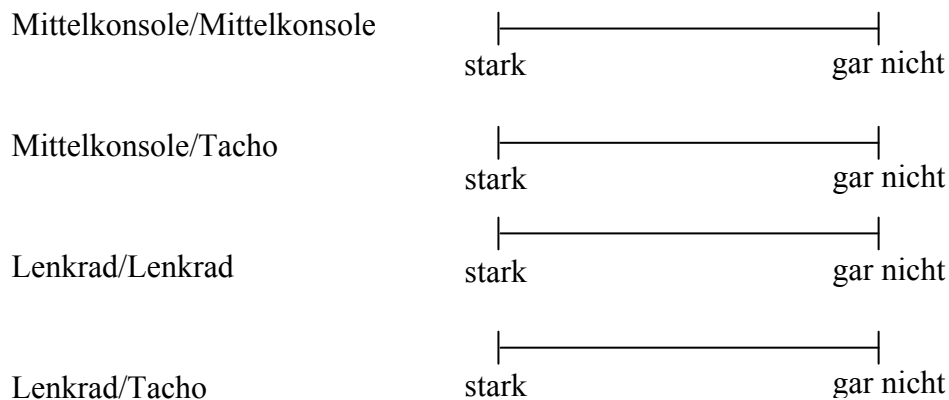 Mittelkonsole/Mittelkonsole
stark gar nicht
Mittelkonsole/Tacho
stark gar nicht
Lenkrad/Lenkrad
stark gar nicht
Lenkrad/Tacho
stark gar nicht